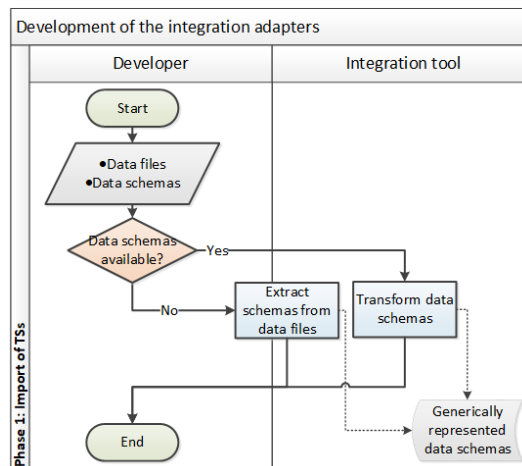 Development of the integration adapters
Developer
Integration tool
Phase 1: Import of TSs
Start
●Data files
●Data schemas
Data schemas
available?
Yes
No
Extract
schemas from
data files
Transform data
schemas
End
Generically
represented
data schemas